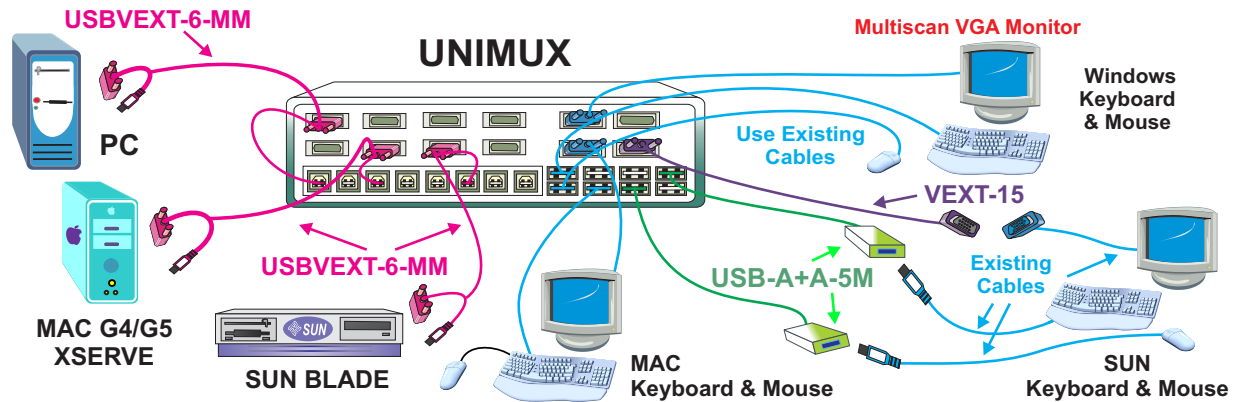 USBVEXT-6-MM
UNIMUX
Multiscan VGA Monitor
Windows
Keyboard
& Mouse
PC
Use Existing
Cables
VEXT-15
USBVEXT-6-MM
USB-A+A-5M
Existing
Cables
MAC G4/G5
XSERVE
SUN
SUN BLADE
MAC
Keyboard & Mouse
SUN
Keyboard & Mouse